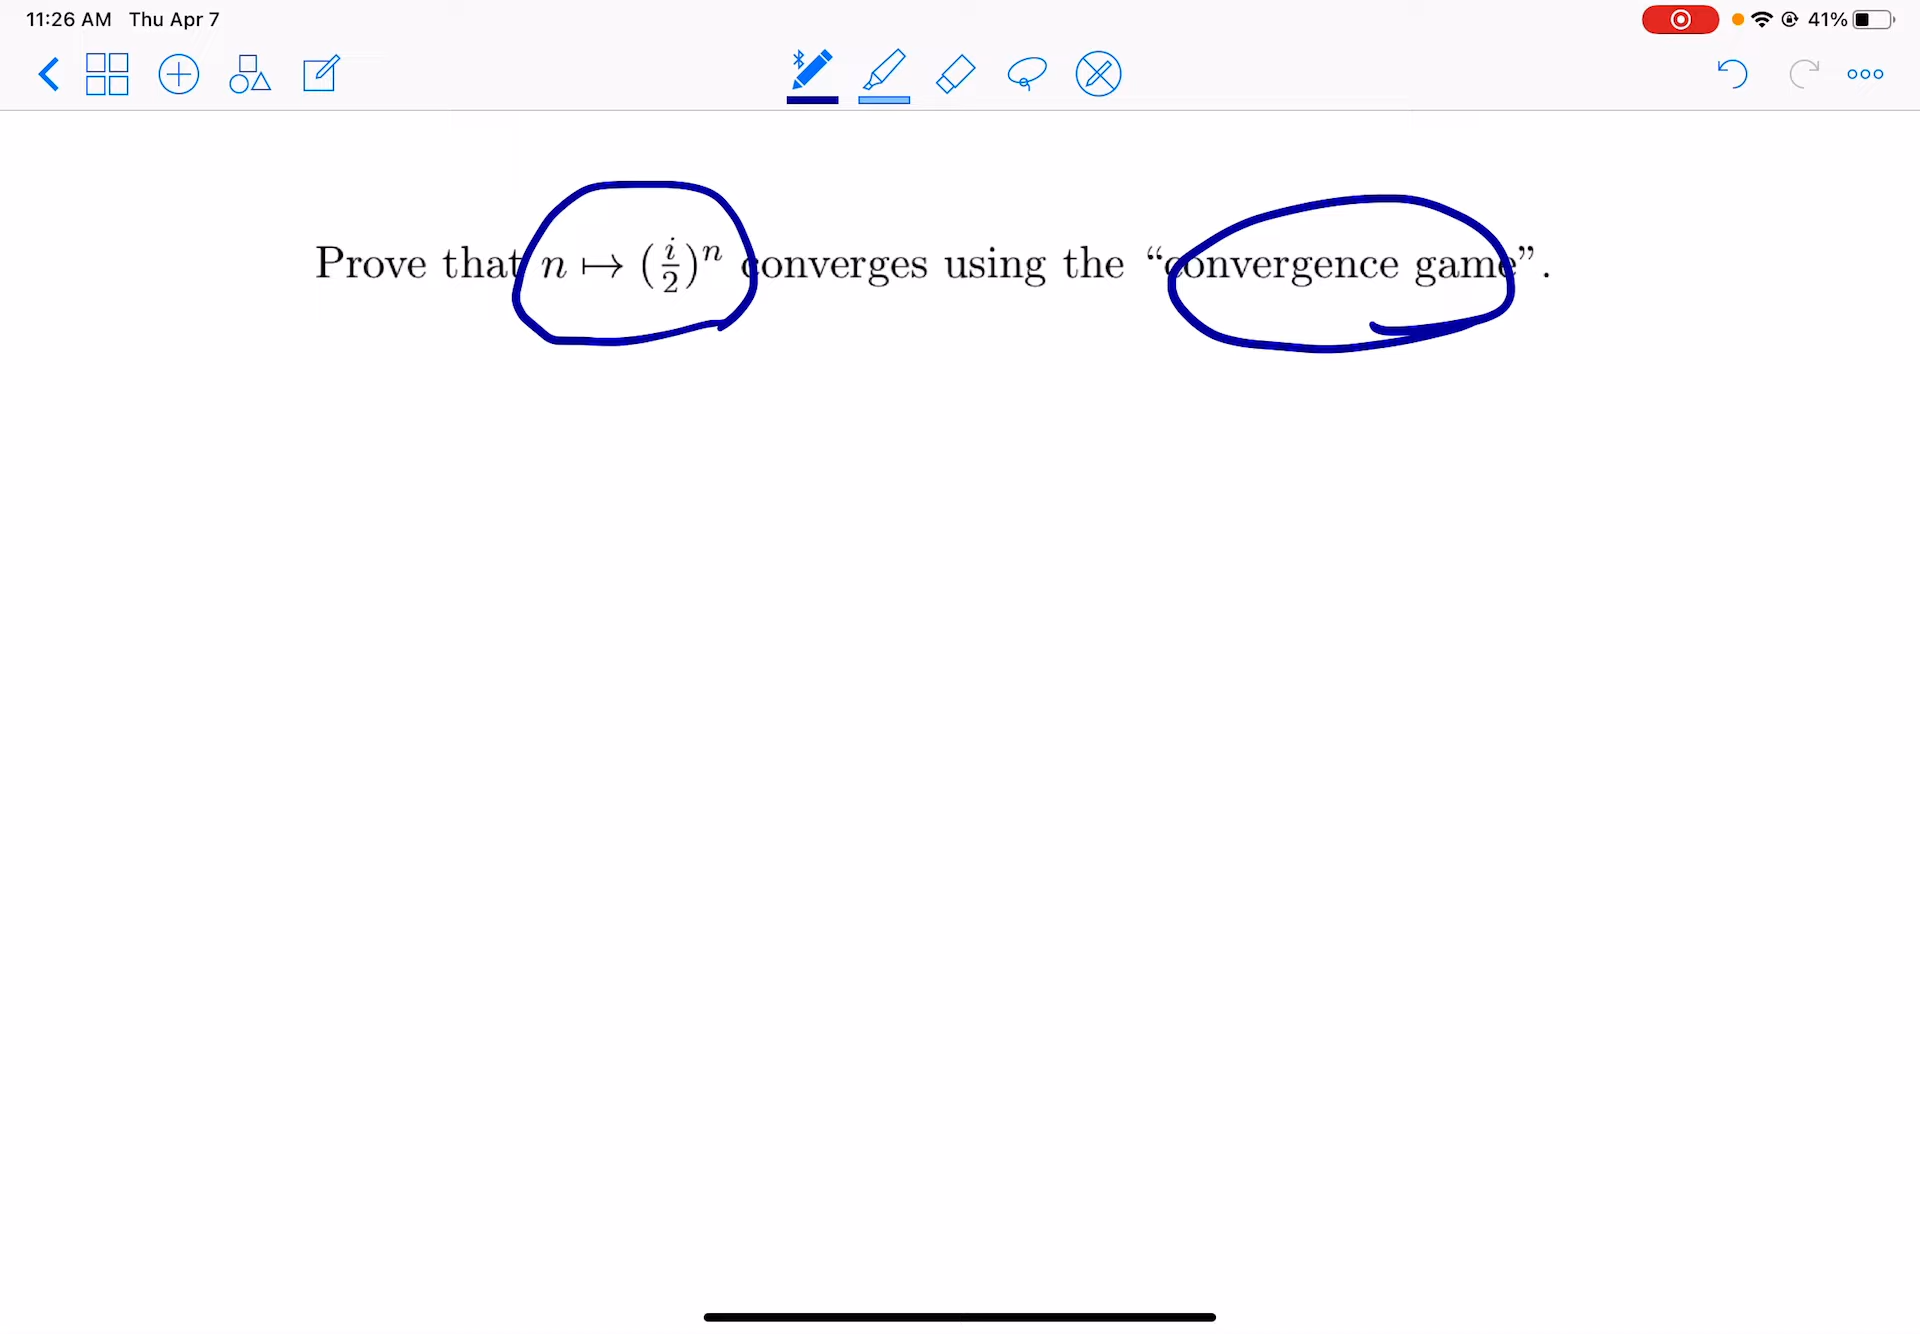 11:26 AM Thu Apr 7
41%
Prove that n ↦ (i/2)^n converges using the “convergence game”.